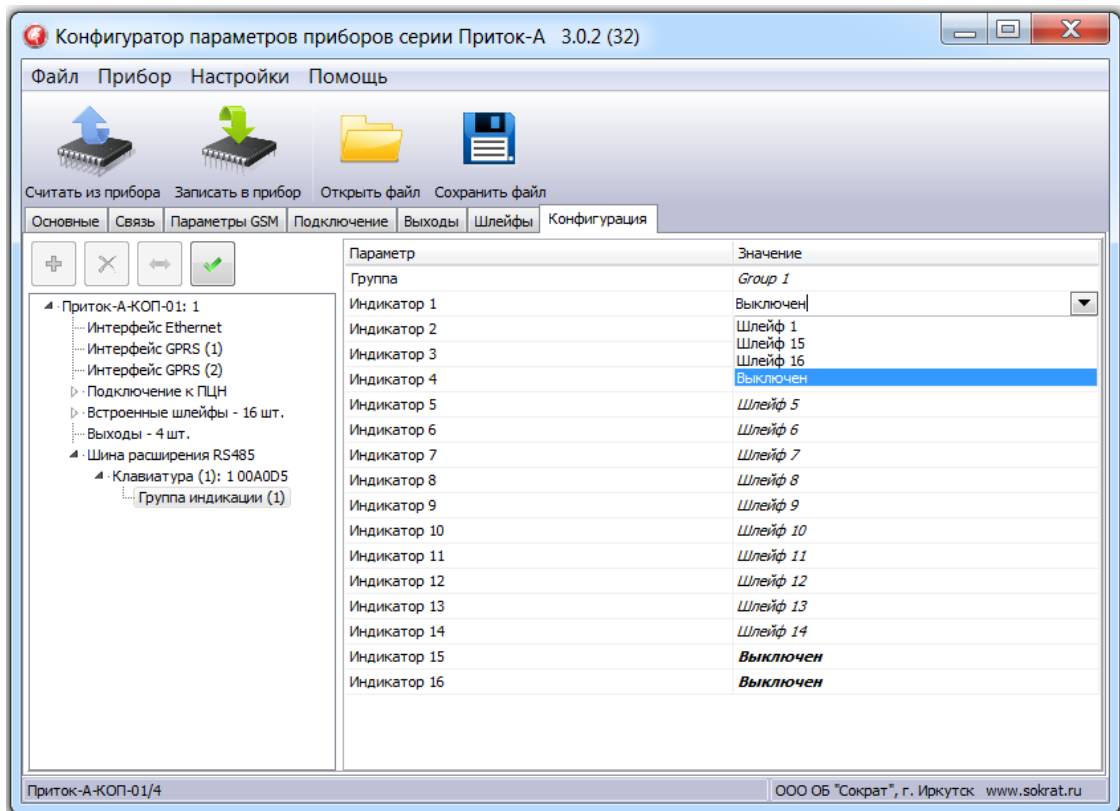 Конфигуратор параметров приборов серии Приток-А 3.0.2 (32)
Файл Прибор Настройки Помощь
Считать из прибора Записать в прибор Открыть файл Сохранить файл
Основные Связь Параметры GSM Подключение Выходы Шлейфы Конфигурация
Приток-А-КОП-01: 1
Интерфейс Ethernet
Интерфейс GPRS (1)
Интерфейс GPRS (2)
Подключение к ПЦН
Встроенные шлейфы - 16 шт.
Выходы - 4 шт.
Шина расширения RS485
Клавиатура (1): 1 00A0D5
Группа индикации (1)
Параметр Значение
Группа Group 1
Индикатор 1 Выключен
Индикатор 2 Шлейф 1
Шлейф 15
Индикатор 3 Шлейф 16
Индикатор 4 Выключен
Индикатор 5 Шлейф 5
Индикатор 6 Шлейф 6
Индикатор 7 Шлейф 7
Индикатор 8 Шлейф 8
Индикатор 9 Шлейф 9
Индикатор 10 Шлейф 10
Индикатор 11 Шлейф 11
Индикатор 12 Шлейф 12
Индикатор 13 Шлейф 13
Индикатор 14 Шлейф 14
Индикатор 15 Выключен
Индикатор 16 Выключен
Приток-А-КОП-01/4 ООО ОБ "Сократ", г. Иркутск www.sokrat.ru